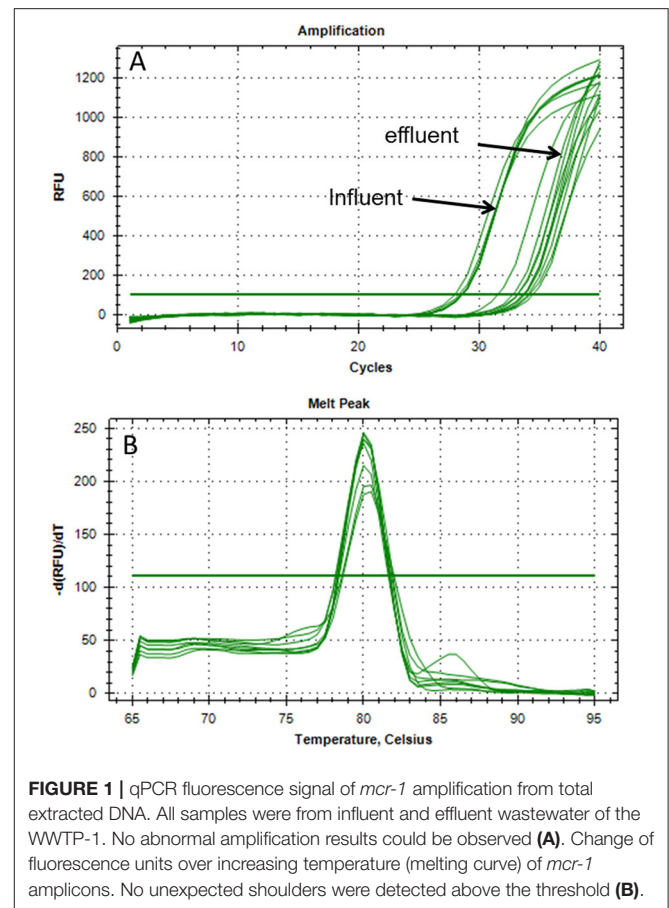 Amplification
A
1200
1000
800
600
400
200
0
RFU
effluent
Influent
0 10 20 30 40
Cycles
Melt Peak
B
250
200
150
100
50
0
-d(RFU)/dT
65 70 75 80 85 90 95
Temperature, Celsius
FIGURE 1 | qPCR fluorescence signal of mcr-1 amplification from total
extracted DNA. All samples were from influent and effluent wastewater of the
WWTP-1. No abnormal amplification results could be observed (A). Change of
fluorescence units over increasing temperature (melting curve) of mcr-1
amplicons. No unexpected shoulders were detected above the threshold (B).